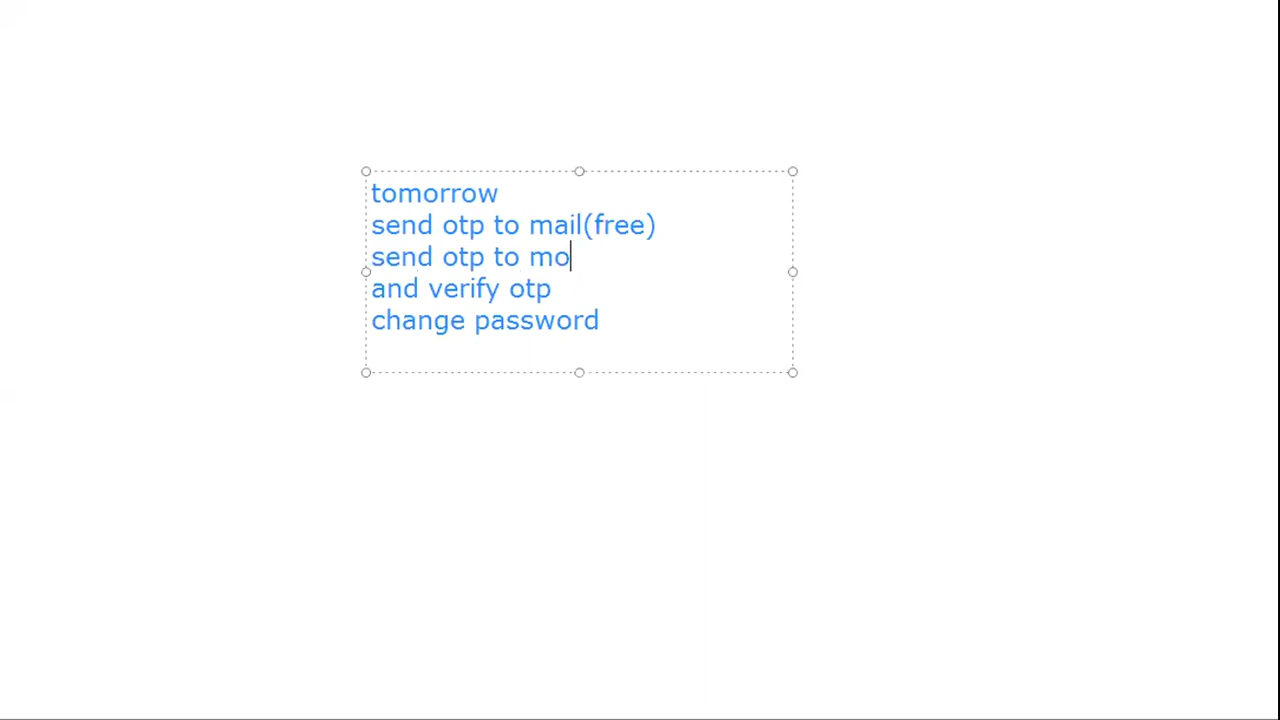 tomorrow
send otp to mail(free)
send otp to mo
and verify otp
change password